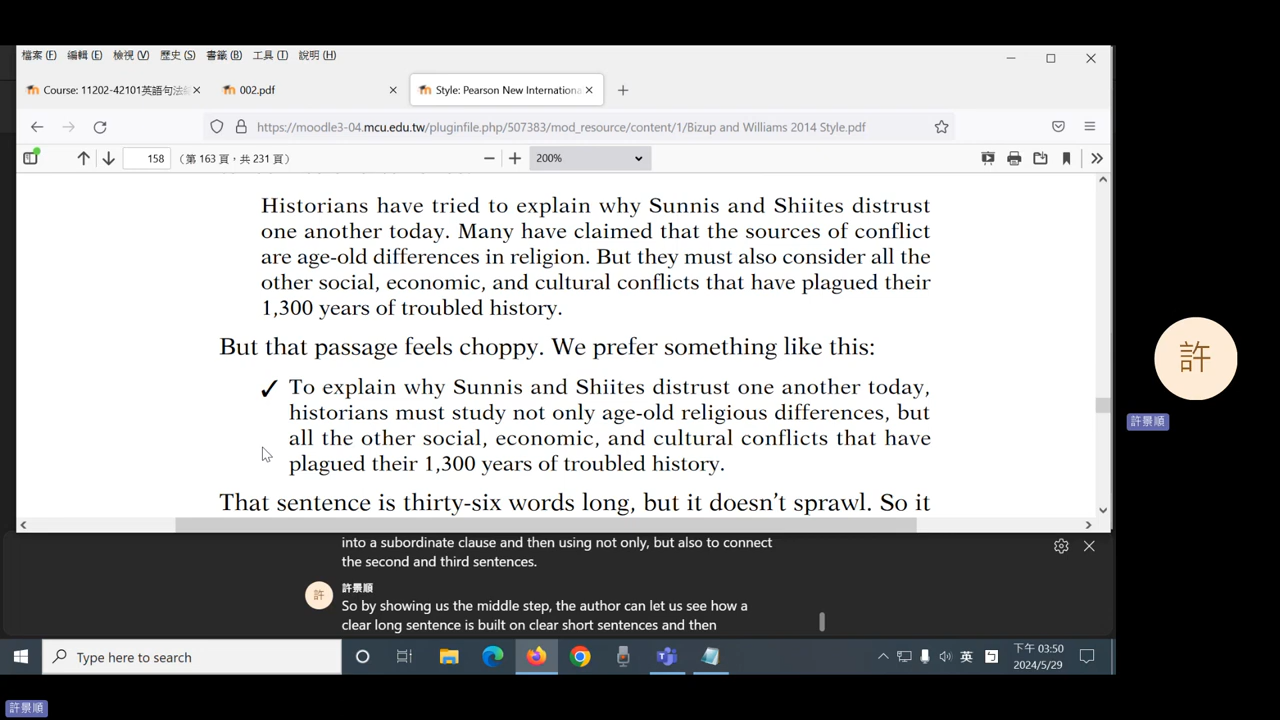 檔案(F) 編輯(E) 檢視(V) 歷史(S) 書籤(B) 工具(T) 說明(H)
Course: 11202-42101英語句法 002.pdf Style: Pearson New Internationa
https://moodle3-04.mcu.edu.tw/pluginfile.php/507383/mod_resource/content/1/Bizup and Williams 2014 Style.pdf
158 (第 163 頁，共 231 頁) 200%
Historians have tried to explain why Sunnis and Shiites distrust
one another today. Many have claimed that the sources of conflict
are age-old differences in religion. But they must also consider all the
other social, economic, and cultural conflicts that have plagued their
1,300 years of troubled history.
But that passage feels choppy. We prefer something like this:
✓ To explain why Sunnis and Shiites distrust one another today,
historians must study not only age-old religious differences, but
all the other social, economic, and cultural conflicts that have
plagued their 1,300 years of troubled history.
That sentence is thirty-six words long, but it doesn't sprawl. So it
into a subordinate clause and then using not only, but also to connect
the second and third sentences.
許景順
許 So by showing us the middle step, the author can let us see how a
clear long sentence is built on clear short sentences and then
許
許景順
Type here to search
英
下午 03:50
2024/5/29
許景順